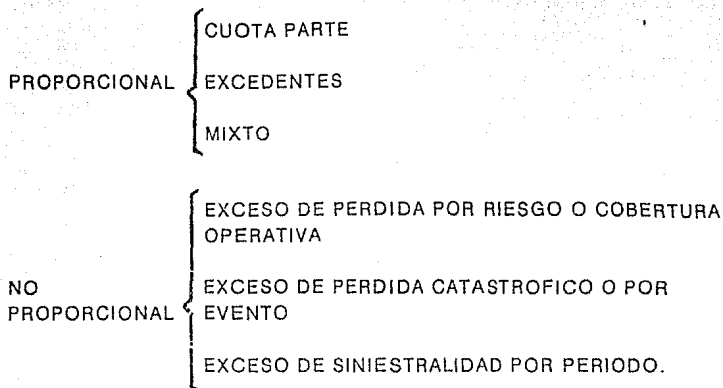 CUOTA PARTE
PROPORCIONAL EXCEDENTES
MIXTO
EXCESO DE PERDIDA POR RIESGO O COBERTURA
OPERATIVA
NO EXCESO DE PERDIDA CATASTROFICO O POR
PROPORCIONAL EVENTO
EXCESO DE SINIESTRALIDAD POR PERIODO.